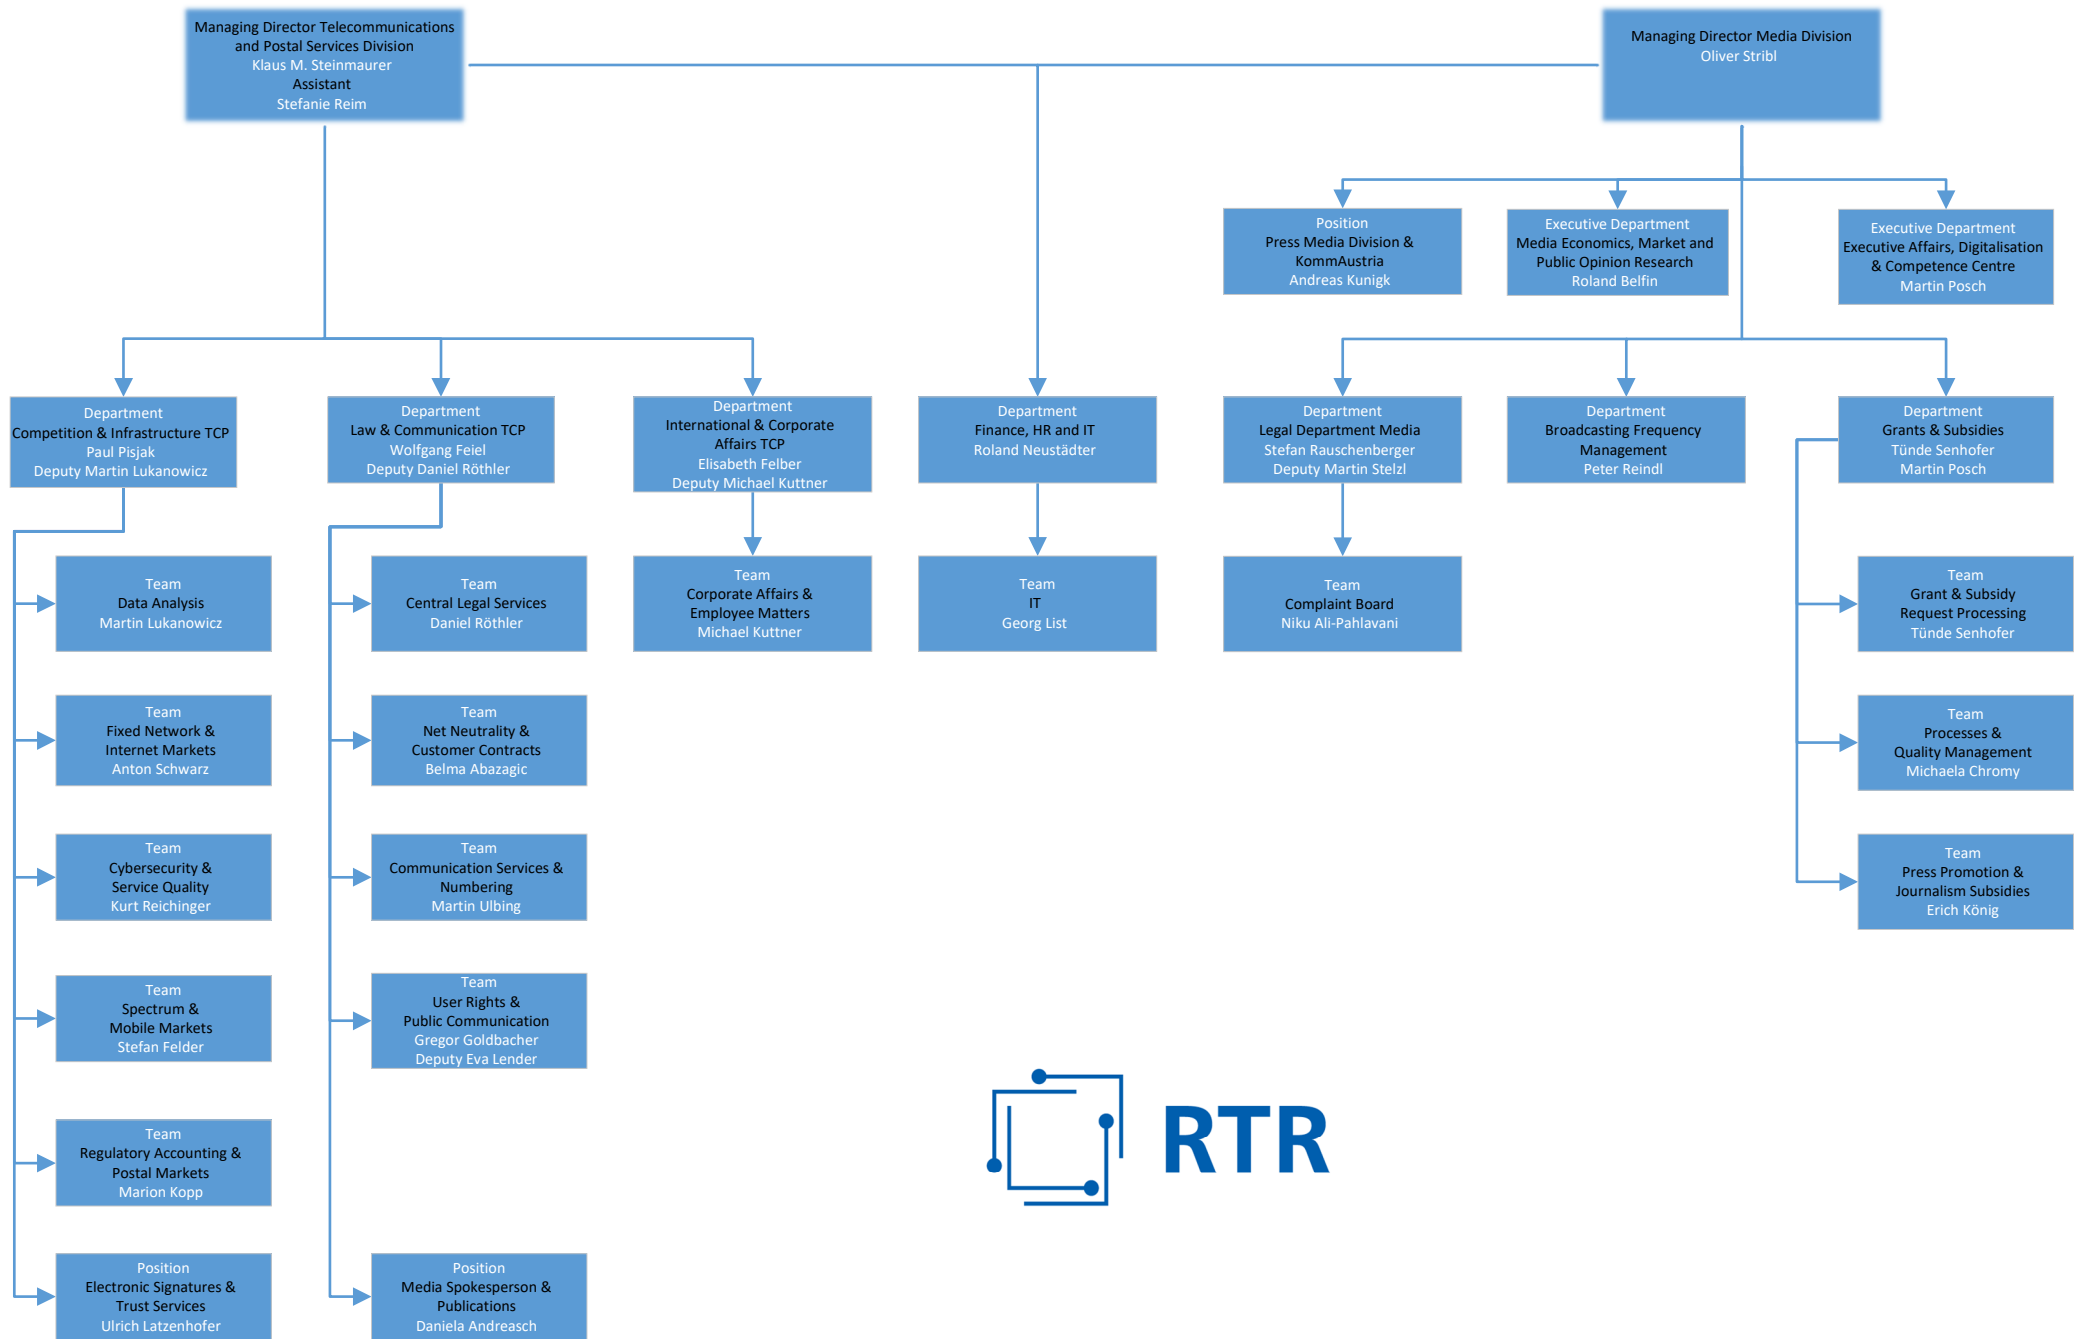 Managing Director Telecommunications
and Postal Services Division
Klaus M. Steinmaurer
Assistant
Stefanie Reim
Managing Director Media Division
Oliver Stribl
Position
Press Media Division &
KommAustria
Andreas Kunigk
Executive Department
Media Economics, Market and
Public Opinion Research
Roland Belfin
Executive Department
Executive Affairs, Digitalisation
& Competence Centre
Martin Posch
Department
Competition & Infrastructure TCP
Paul Pisjak
Deputy Martin Lukanowicz
Department
Law & Communication TCP
Wolfgang Feiel
Deputy Daniel Röthler
Department
International & Corporate
Affairs TCP
Elisabeth Felber
Deputy Michael Kuttner
Department
Finance, HR and IT
Roland Neustädter
Department
Legal Department Media
Stefan Rauschenberger
Deputy Martin Stelzl
Department
Broadcasting Frequency
Management
Peter Reindl
Department
Grants & Subsidies
Tünde Senhofer
Martin Posch
Team
Data Analysis
Martin Lukanowicz
Team
Central Legal Services
Daniel Röthler
Team
Corporate Affairs &
Employee Matters
Michael Kuttner
Team
IT
Georg List
Team
Complaint Board
Niku Ali-Pahlavani
Team
Grant & Subsidy
Request Processing
Tünde Senhofer
Team
Fixed Network &
Internet Markets
Anton Schwarz
Team
Net Neutrality &
Customer Contracts
Belma Abazagic
Team
Processes &
Quality Management
Michaela Chromy
Team
Cybersecurity &
Service Quality
Kurt Reichinger
Team
Communication Services &
Numbering
Martin Ulbing
Team
Press Promotion &
Journalism Subsidies
Erich König
Team
Spectrum &
Mobile Markets
Stefan Felder
Team
User Rights &
Public Communication
Gregor Goldbacher
Deputy Eva Lender
Team
Regulatory Accounting &
Postal Markets
Marion Kopp
RTR
Position
Electronic Signatures &
Trust Services
Ulrich Latzenhofer
Position
Media Spokesperson &
Publications
Daniela Andreasch